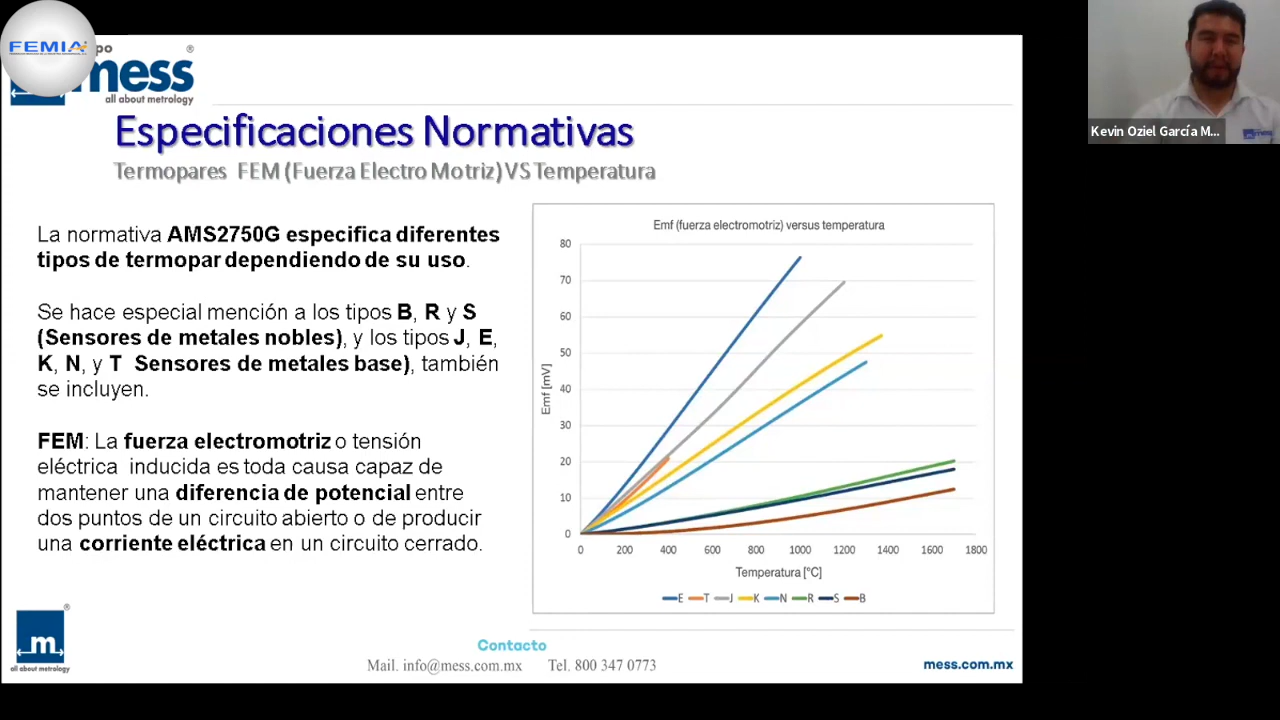 FEMIA
po
mess
®
all about metrology
Especificaciones Normativas
Termopares FEM (Fuerza Electro Motriz) VS Temperatura
La normativa AMS2750G especifica diferentes
tipos de termopar dependiendo de su uso.
Se hace especial mención a los tipos B, R y S
(Sensores de metales nobles), y los tipos J, E,
K, N, y T Sensores de metales base), también
se incluyen.
FEM: La fuerza electromotriz o tensión
eléctrica inducida es toda causa capaz de
mantener una diferencia de potencial entre
dos puntos de un circuito abierto o de producir
una corriente eléctrica en un circuito cerrado.
Emf (fuerza electromotriz) versus temperatura
80
70
60
50
40
30
20
10
0
Emf [mV]
0 200 400 600 800 1000 1200 1400 1600 1800
Temperatura [°C]
E T J K N R S B
m
®
all about metrology
Contacto
Mail. info@mess.com.mx Tel. 800 347 0773
mess.com.mx
Kevin Oziel García M...